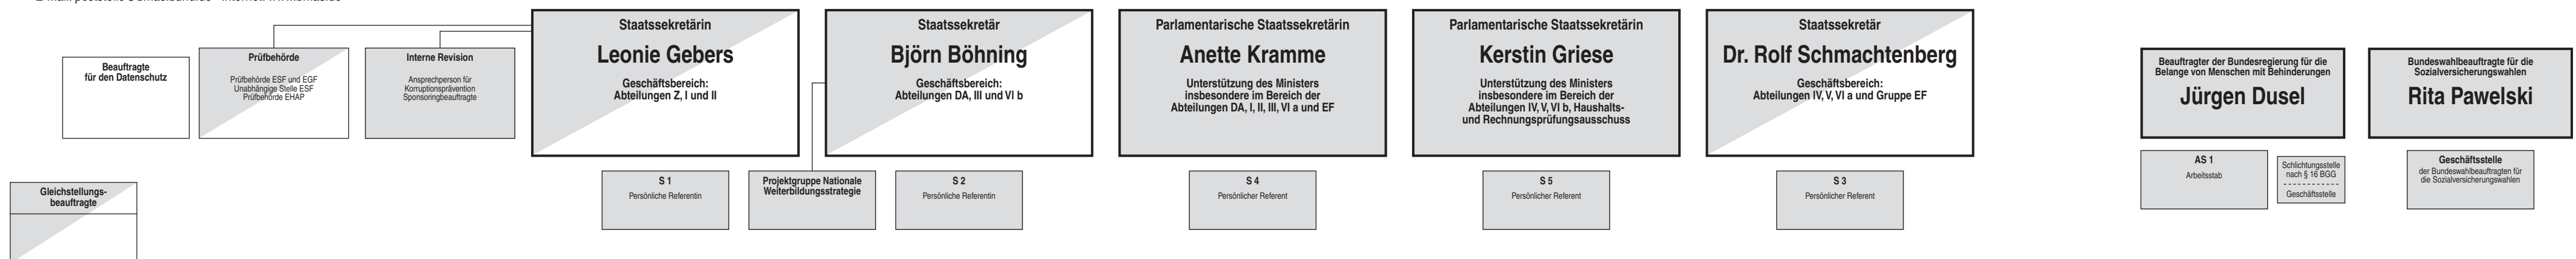 Beauftragte
für den Datenschutz
Prüfbehörde
Prüfbehörde ESF und EGF
Unabhängige Stelle ESF
Prüfbehörde EHAP
Interne Revision
Ansprechperson für
Korruptionsprävention
Sponsoringbeauftragte
Staatssekretärin
Leonie Gebers
Geschäftsbereich:
Abteilungen Z, I und II
Staatssekretär
Björn Böhning
Geschäftsbereich:
Abteilungen DA, III und VI b
Parlamentarische Staatssekretärin
Anette Kramme
Unterstützung des Ministers
insbesondere im Bereich der
Abteilungen DA, I, II, III, VI a und EF
Parlamentarische Staatssekretärin
Kerstin Griese
Unterstützung des Ministers
insbesondere im Bereich der
Abteilungen IV, V, VI b, Haushalts-
und Rechnungsprüfungsausschuss
Staatssekretär
Dr. Rolf Schmachtenberg
Geschäftsbereich:
Abteilungen IV, V, VI a und Gruppe EF
Beauftragter der Bundesregierung für die
Belange von Menschen mit Behinderungen
Jürgen Dusel
Bundeswahlbeauftragte für die
Sozialversicherungswahlen
Rita Pawelski
Gleichstellungs-
beauftragte
S 1
Persönliche Referentin
Projektgruppe Nationale
Weiterbildungsstrategie
S 2
Persönliche Referentin
S 4
Persönlicher Referent
S 5
Persönlicher Referent
S 3
Persönlicher Referent
AS 1
Arbeitsstab
Schlichtungsstelle
nach § 16 BGG
Geschäftsstelle
Geschäftsstelle
der Bundeswahlbeauftragten für
die Sozialversicherungswahlen